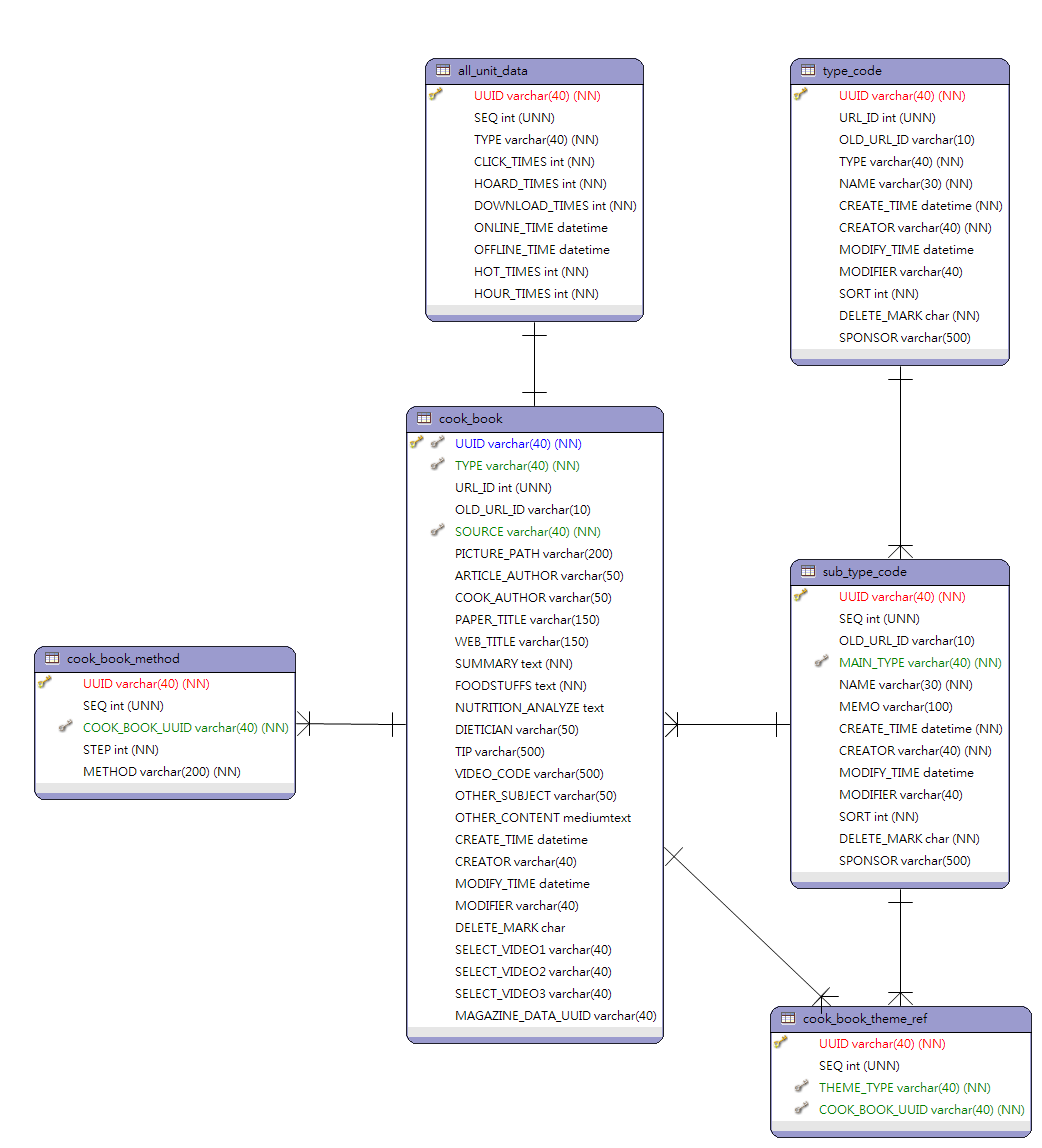 all_unit_data
UUID varchar(40) (NN)
SEQ int (UNN)
TYPE varchar(40) (NN)
CLICK_TIMES int (NN)
HOARD_TIMES int (NN)
DOWNLOAD_TIMES int (NN)
ONLINE_TIME datetime
OFFLINE_TIME datetime
HOT_TIMES int (NN)
HOUR_TIMES int (NN)
type_code
UUID varchar(40) (NN)
URL_ID int (UNN)
OLD_URL_ID varchar(10)
TYPE varchar(40) (NN)
NAME varchar(30) (NN)
CREATE_TIME datetime (NN)
CREATOR varchar(40) (NN)
MODIFY_TIME datetime
MODIFIER varchar(40)
SORT int (NN)
DELETE_MARK char (NN)
SPONSOR varchar(500)
cook_book
UUID varchar(40) (NN)
TYPE varchar(40) (NN)
URL_ID int (UNN)
OLD_URL_ID varchar(10)
SOURCE varchar(40) (NN)
PICTURE_PATH varchar(200)
ARTICLE_AUTHOR varchar(50)
COOK_AUTHOR varchar(50)
PAPER_TITLE varchar(150)
WEB_TITLE varchar(150)
SUMMARY text (NN)
FOODSTUFFS text (NN)
NUTRITION_ANALYZE text
DIETICIAN varchar(50)
TIP varchar(500)
VIDEO_CODE varchar(500)
OTHER_SUBJECT varchar(50)
OTHER_CONTENT mediumtext
CREATE_TIME datetime
CREATOR varchar(40)
MODIFY_TIME datetime
MODIFIER varchar(40)
DELETE_MARK char
SELECT_VIDEO1 varchar(40)
SELECT_VIDEO2 varchar(40)
SELECT_VIDEO3 varchar(40)
MAGAZINE_DATA_UUID varchar(40)
sub_type_code
UUID varchar(40) (NN)
SEQ int (UNN)
OLD_URL_ID varchar(10)
MAIN_TYPE varchar(40) (NN)
NAME varchar(30) (NN)
MEMO varchar(100)
CREATE_TIME datetime (NN)
CREATOR varchar(40) (NN)
MODIFY_TIME datetime
MODIFIER varchar(40)
SORT int (NN)
DELETE_MARK char (NN)
SPONSOR varchar(500)
cook_book_method
UUID varchar(40) (NN)
SEQ int (UNN)
COOK_BOOK_UUID varchar(40) (NN)
STEP int (NN)
METHOD varchar(200) (NN)
cook_book_theme_ref
UUID varchar(40) (NN)
SEQ int (UNN)
THEME_TYPE varchar(40) (NN)
COOK_BOOK_UUID varchar(40) (NN)